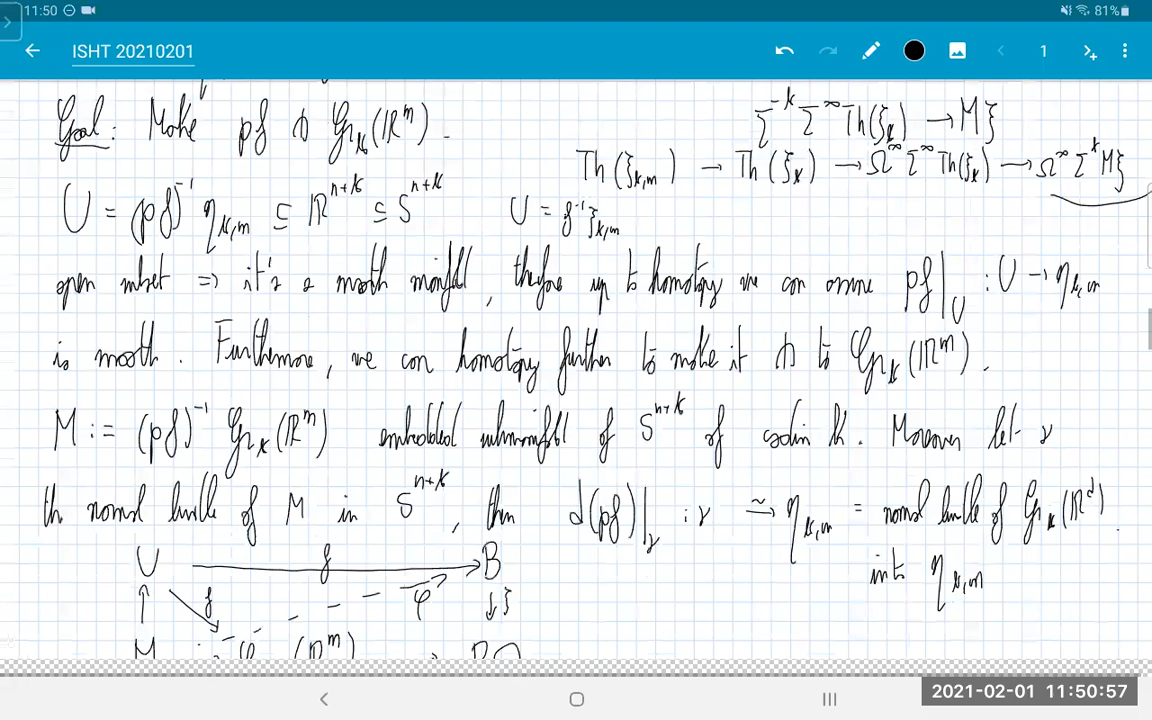 11:50
81%
ISHT 20210201
1
Goal: Make pf ⋔ Gr_k(ℝ^m).
Σ^{-k} Σ^∞ Th(ξ_k) → Mξ
Th(ξ_{k,m}) → Th(ξ_k) → Ω^∞ Σ^∞ Th(ξ_k) → Ω^∞ Σ^k Mξ
U = (pf)^{-1} η_{k,m} ⊆ ℝ^{n+k} ⊆ S^{n+k} U = f^{-1} ξ_{k,m}
open subset => it's a smooth manifold, therefore up to homotopy we can assume pf|_U : U → η_{k,m}
is smooth. Furthermore, we can homotopy further to make it ⋔ to Gr_k(ℝ^m).
M := (pf)^{-1} Gr_k(ℝ^m) embedded submanifold of S^{n+k} of codim k. Moreover let ν
the normal bundle of M in S^{n+k}, then d(pf)|_ν : ν ≃→ η_{k,m} = normal bundle of Gr_k(ℝ^d).
into η_{k,m}
U f→ B
↑ f φ ↓ξ
M (ℝ^m) →
2021-02-01 11:50:57